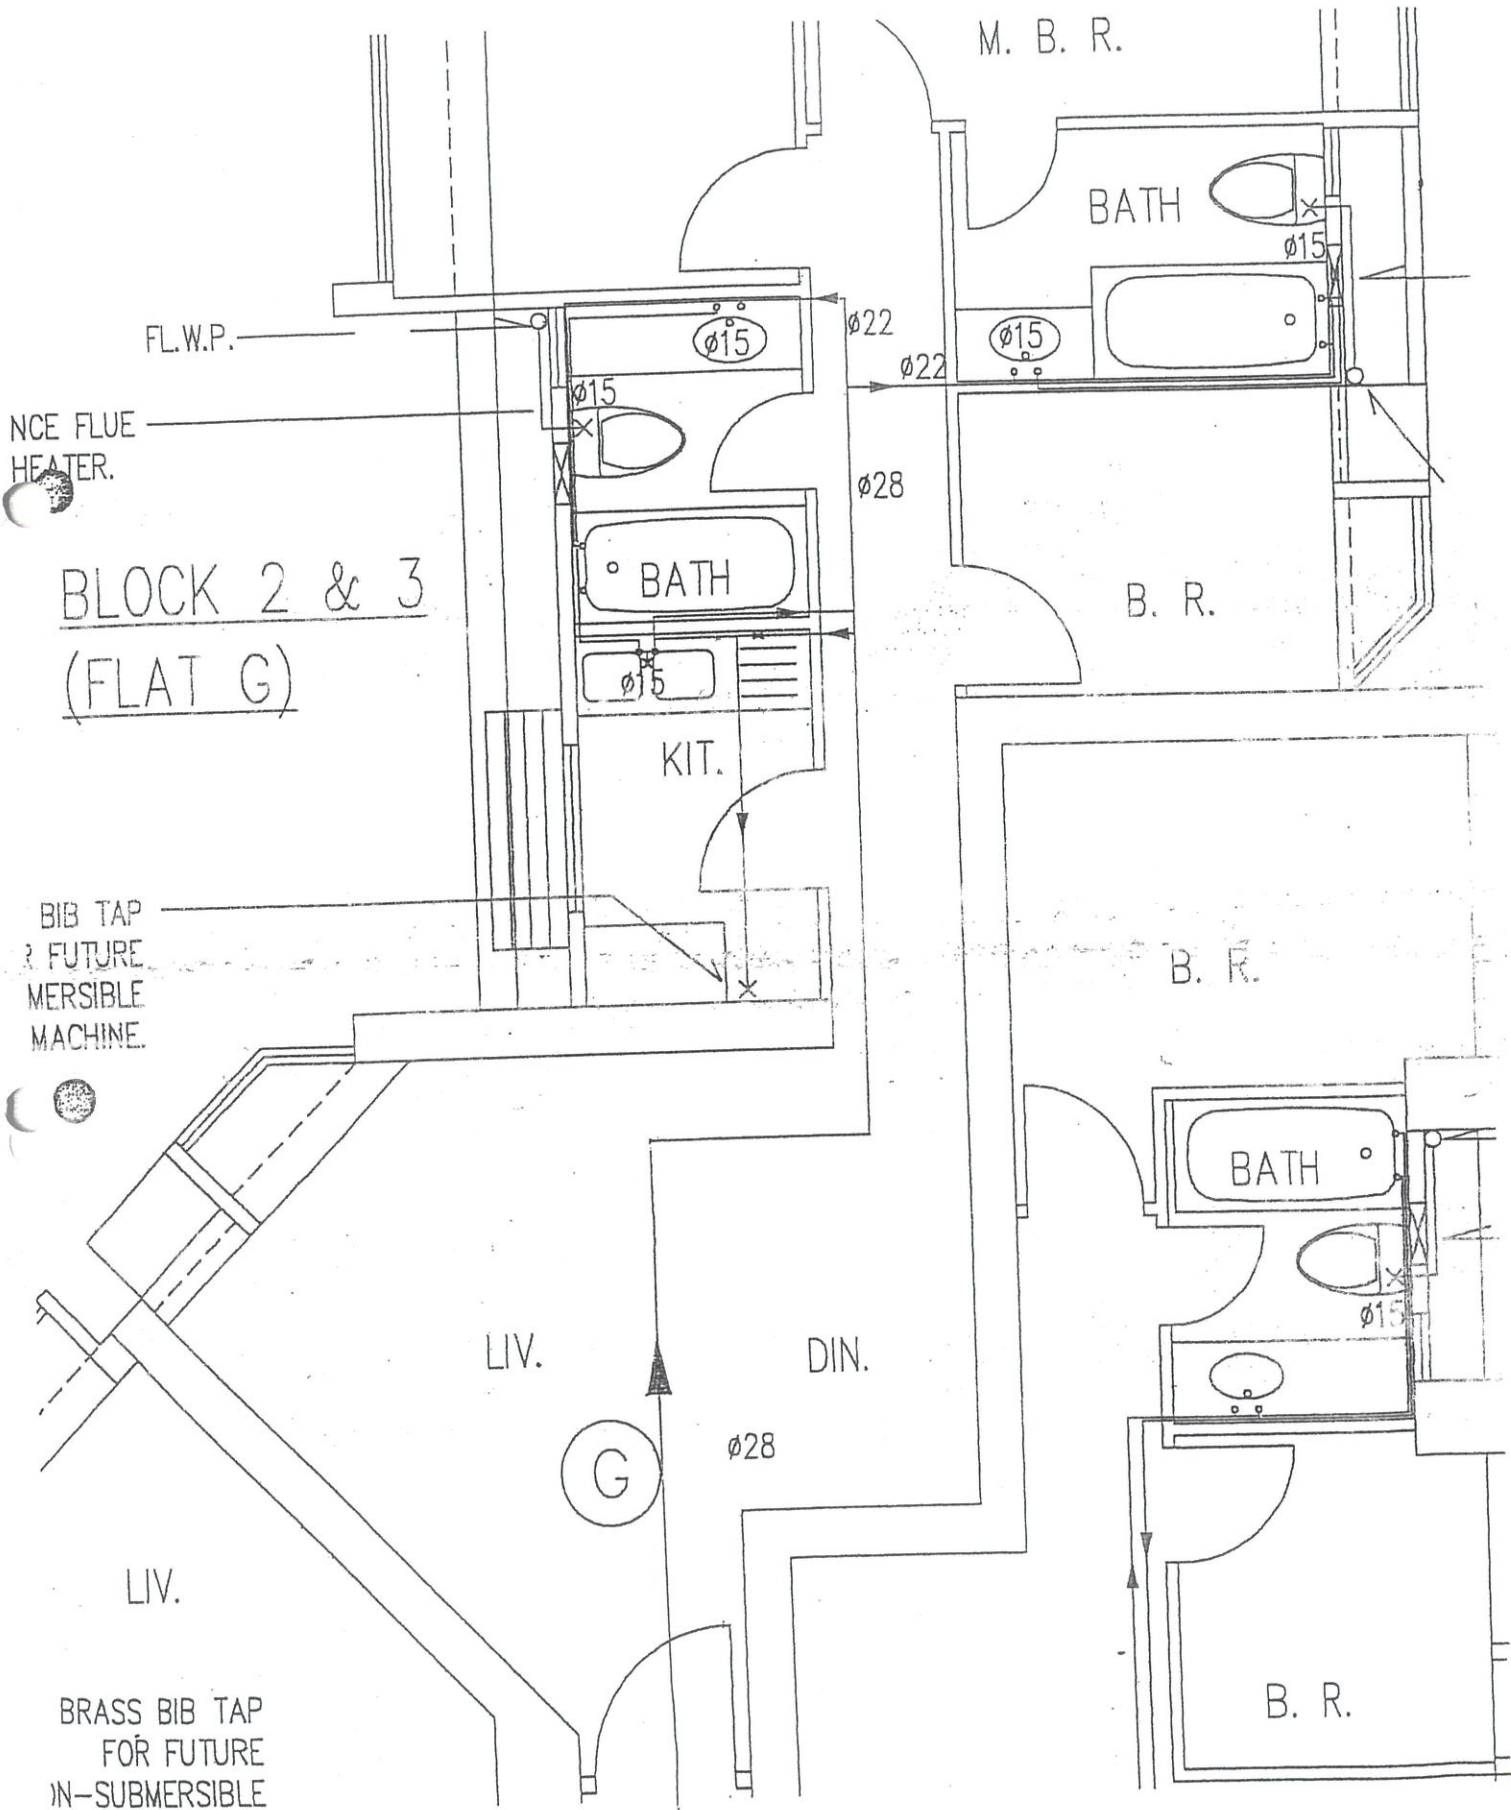 M. B. R.
BATH
ø15
FL.W.P.
ø15
ø22
ø15
ø22
ø15
NCE FLUE
HEATER.
ø28
BLOCK 2 & 3
(FLAT G)
BATH
B. R.
ø15
KIT.
BIB TAP
R FUTURE
MERSIBLE
MACHINE.
B. R.
BATH
ø15
LIV.
DIN.
G
ø28
LIV.
B. R.
BRASS BIB TAP
FOR FUTURE
N-SUBMERSIBLE